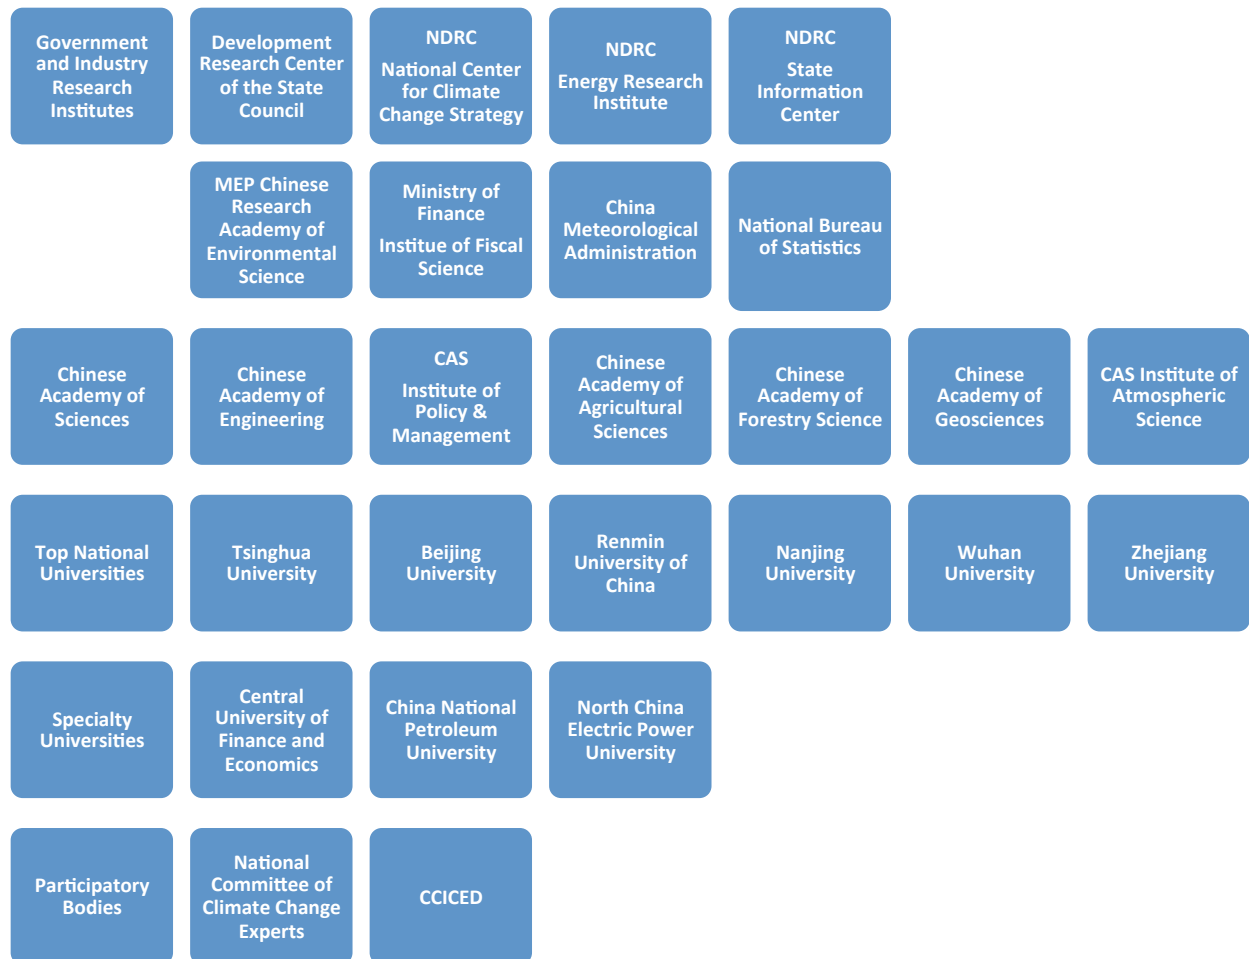 Government
and Industry
Research
Institutes
Development
Research Center
of the State
Council
NDRC
National Center
for Climate
Change Strategy
NDRC
Energy Research
Institute
NDRC
State
Information
Center
MEP Chinese
Research
Academy of
Environmental
Science
Ministry of
Finance
Institue of Fiscal
Science
China
Meteorological
Administration
National Bureau
of Statistics
Chinese
Academy of
Sciences
Chinese
Academy of
Engineering
CAS
Institute of
Policy &
Management
Chinese
Academy of
Agricultural
Sciences
Chinese
Academy of
Forestry Science
Chinese
Academy of
Geosciences
CAS Institute of
Atmospheric
Science
Top National
Universities
Tsinghua
University
Beijing
University
Renmin
University of
China
Nanjing
University
Wuhan
University
Zhejiang
University
Specialty
Universities
Central
University of
Finance and
Economics
China National
Petroleum
University
North China
Electric Power
University
Participatory
Bodies
National
Committee of
Climate Change
Experts
CCICED